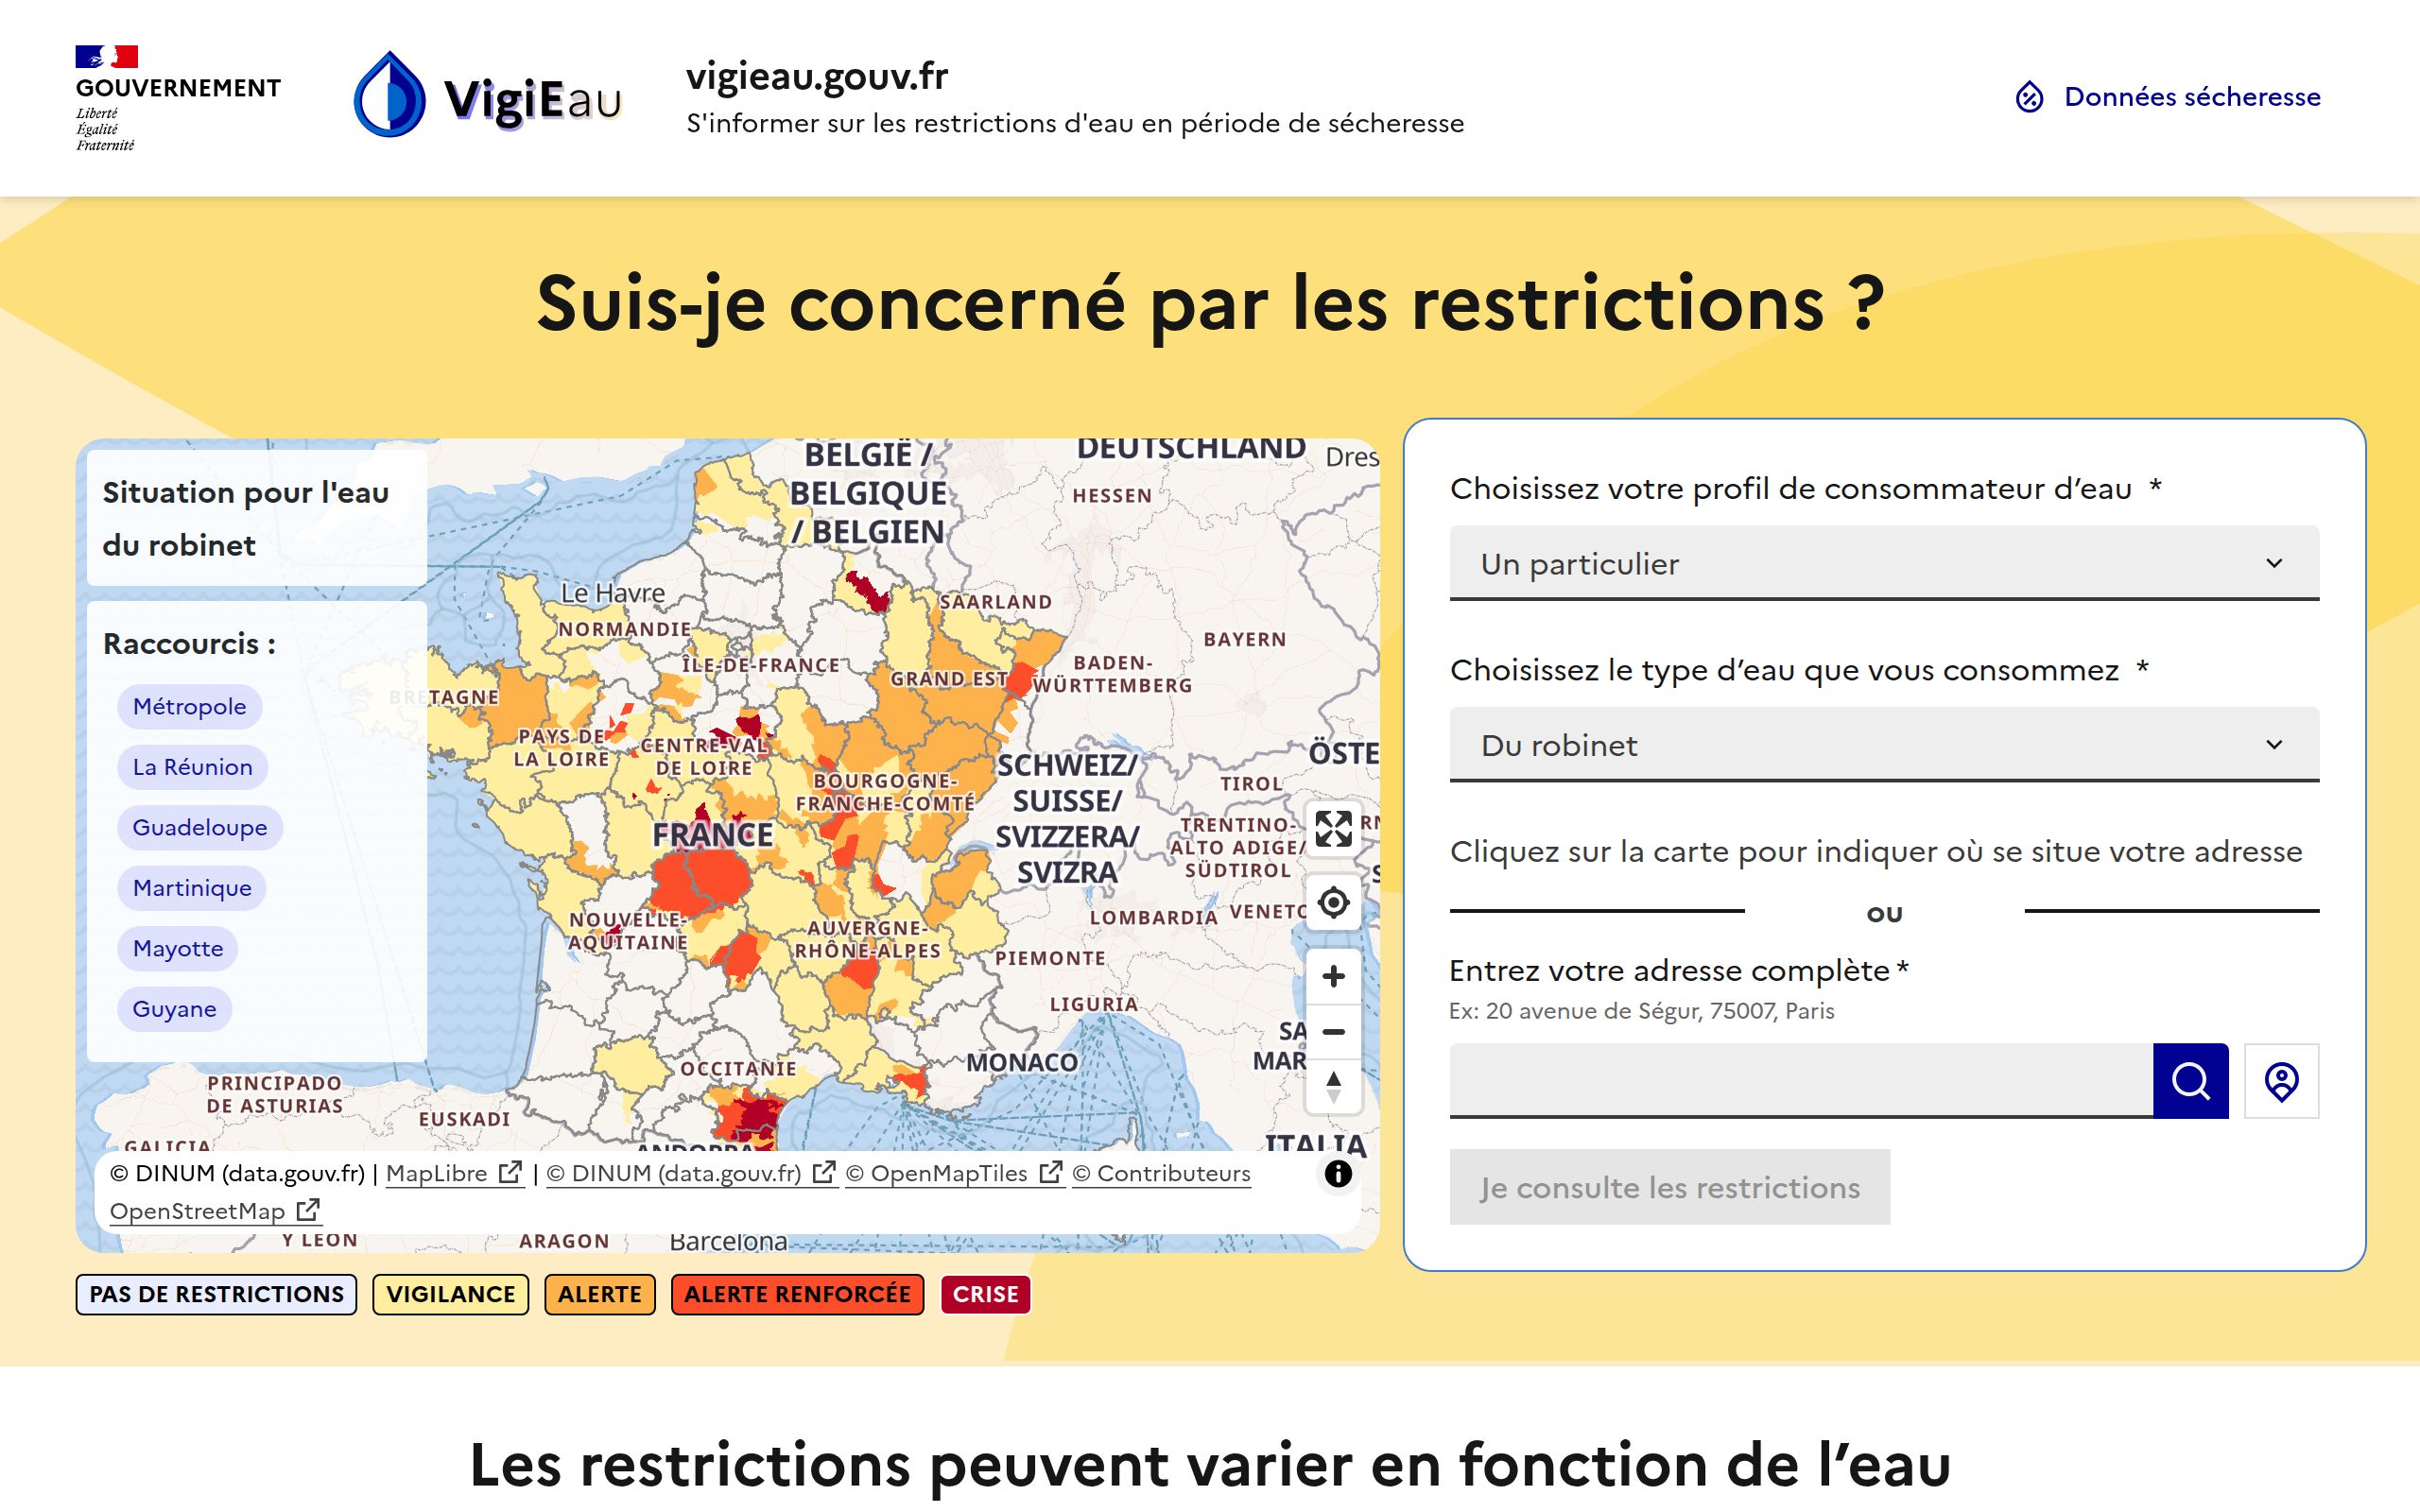 GOUVERNEMENT
Liberté
Égalité
Fraternité
VigiEau
vigieau.gouv.fr
S'informer sur les restrictions d'eau en période de sécheresse
Données sécheresse
Suis-je concerné par les restrictions ?
Situation pour l'eau
du robinet
Raccourcis :
Métropole
La Réunion
Guadeloupe
Martinique
Mayotte
Guyane
BELGIË /
BELGIQUE
/ BELGIEN
DEUTSCHLAND
Dres
HESSEN
Le Havre
NORMANDIE
SAARLAND
BAYERN
ÎLE-DE-FRANCE
GRAND EST
BADEN-
WÜRTTEMBERG
BRETAGNE
PAYS DE
LA LOIRE
CENTRE-VAL
DE LOIRE
BOURGOGNE-
FRANCHE-COMTÉ
SCHWEIZ/
SUISSE/
SVIZZERA/
SVIZRA
ÖSTE
TIROL
TRENTINO-
ALTO ADIGE/
SÜDTIROL
FRANCE
NOUVELLE-
AQUITAINE
AUVERGNE-
RHÔNE-ALPES
LOMBARDIA
VENETO
PIEMONTE
LIGURIA
SA
MAR
MONACO
OCCITANIE
PRINCIPADO
DE ASTURIAS
EUSKADI
GALICIA
ANDORRA
ITALIA
© DINUM (data.gouv.fr) | MapLibre | © DINUM (data.gouv.fr) © OpenMapTiles © Contributeurs
OpenStreetMap
Y LEÓN
ARAGON
Barcelona
PAS DE RESTRICTIONS
VIGILANCE
ALERTE
ALERTE RENFORCÉE
CRISE
Choisissez votre profil de consommateur d’eau *
Un particulier
Choisissez le type d’eau que vous consommez *
Du robinet
Cliquez sur la carte pour indiquer où se situe votre adresse
OU
Entrez votre adresse complète *
Ex: 20 avenue de Ségur, 75007, Paris
Je consulte les restrictions
Les restrictions peuvent varier en fonction de l’eau